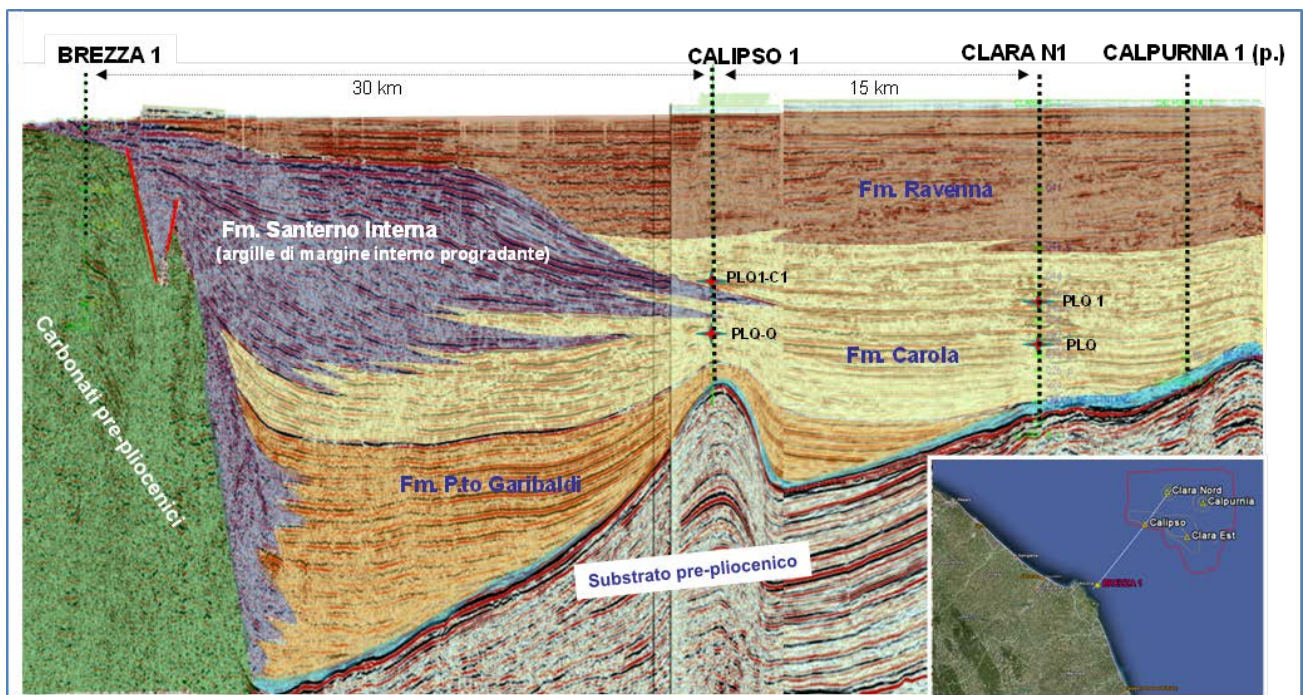 BREZZA 1
CALIPSO 1
CLARA N1
CALPURNIA 1 (p.)
30 km
15 km
Fm. Ravenna
Fm. Santerno Interna
(argille di margine interno progradante)
PLQ1-C1
PLQ 1
PLQ-Q
PLQ
Fm. Carola
Carbonati pre-pliocenici
Fm. P.to Garibaldi
Substrato pre-pliocenico
Clara Nord
Calpurnia
Calipso
Clara Est
BREZZA 1